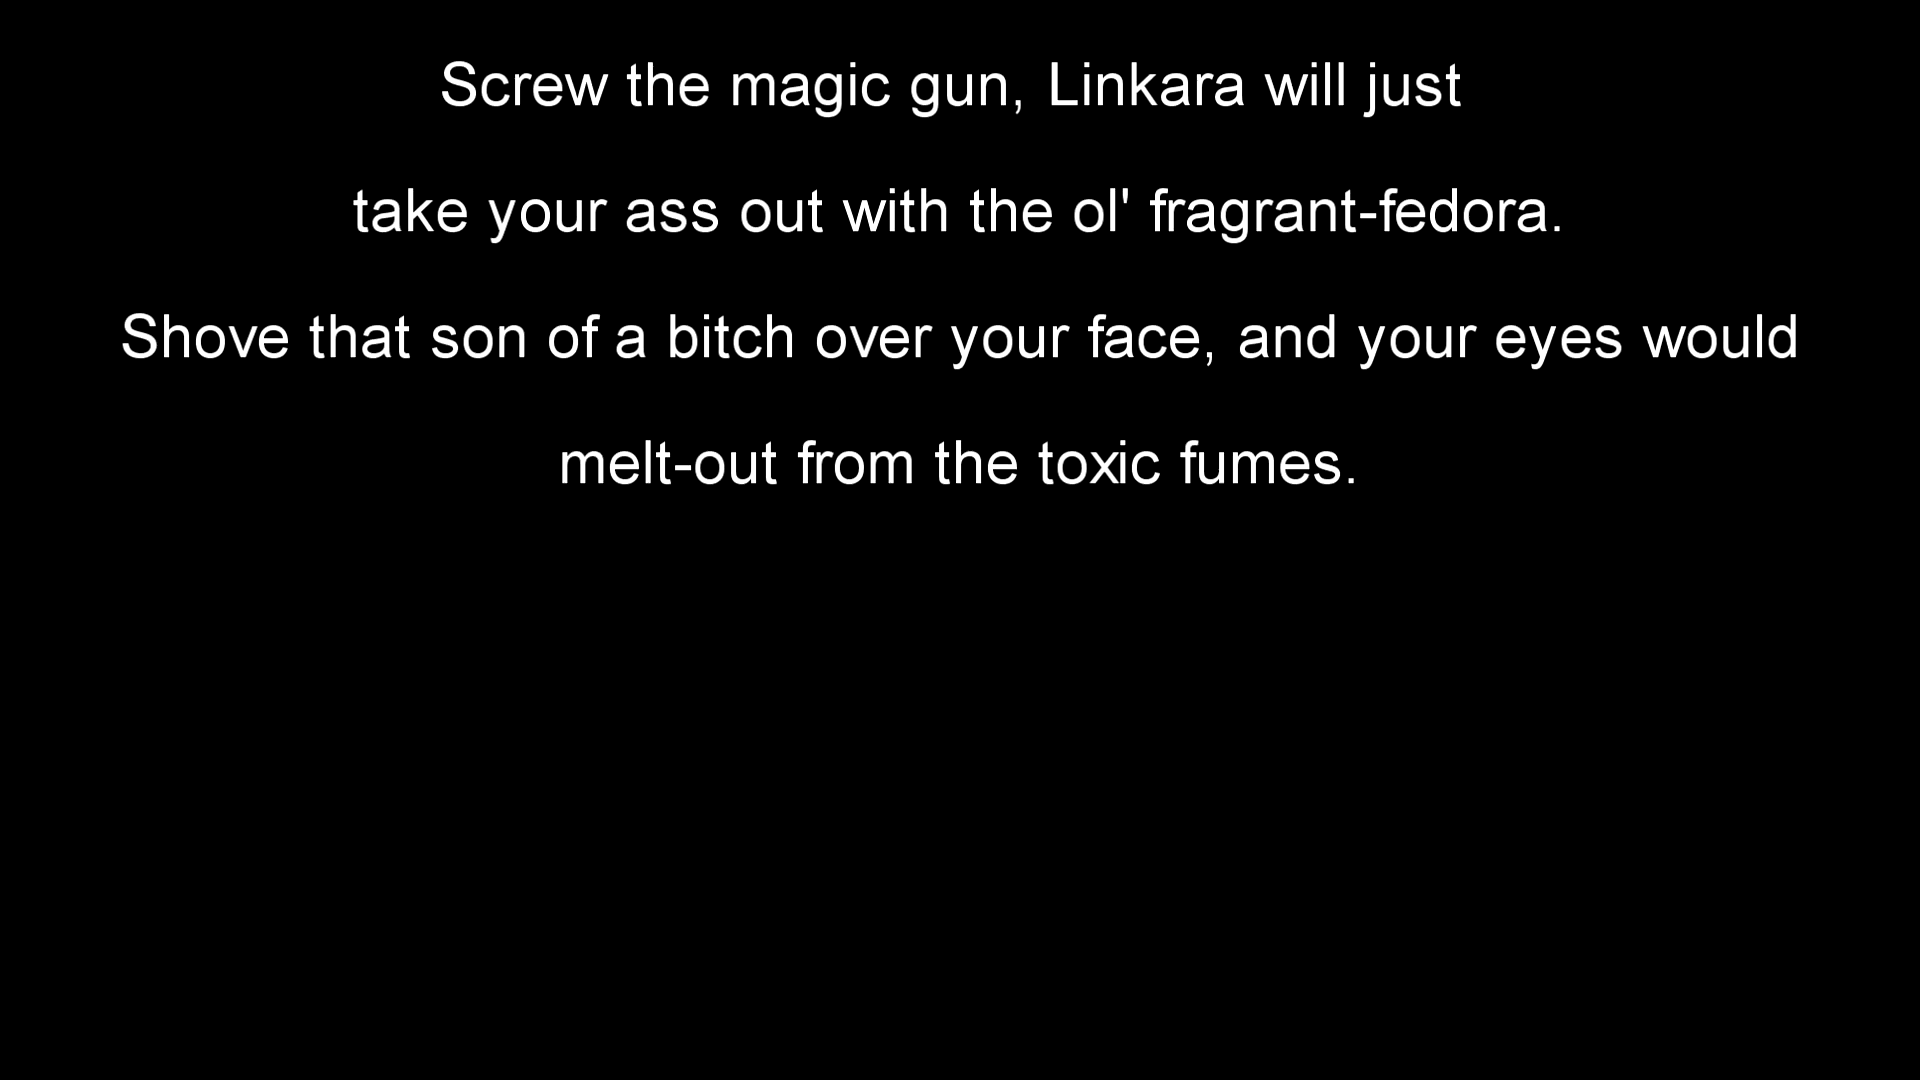 Screw the magic gun, Linkara will just
take your ass out with the ol' fragrant-fedora.
Shove that son of a bitch over your face, and your eyes would
melt-out from the toxic fumes.